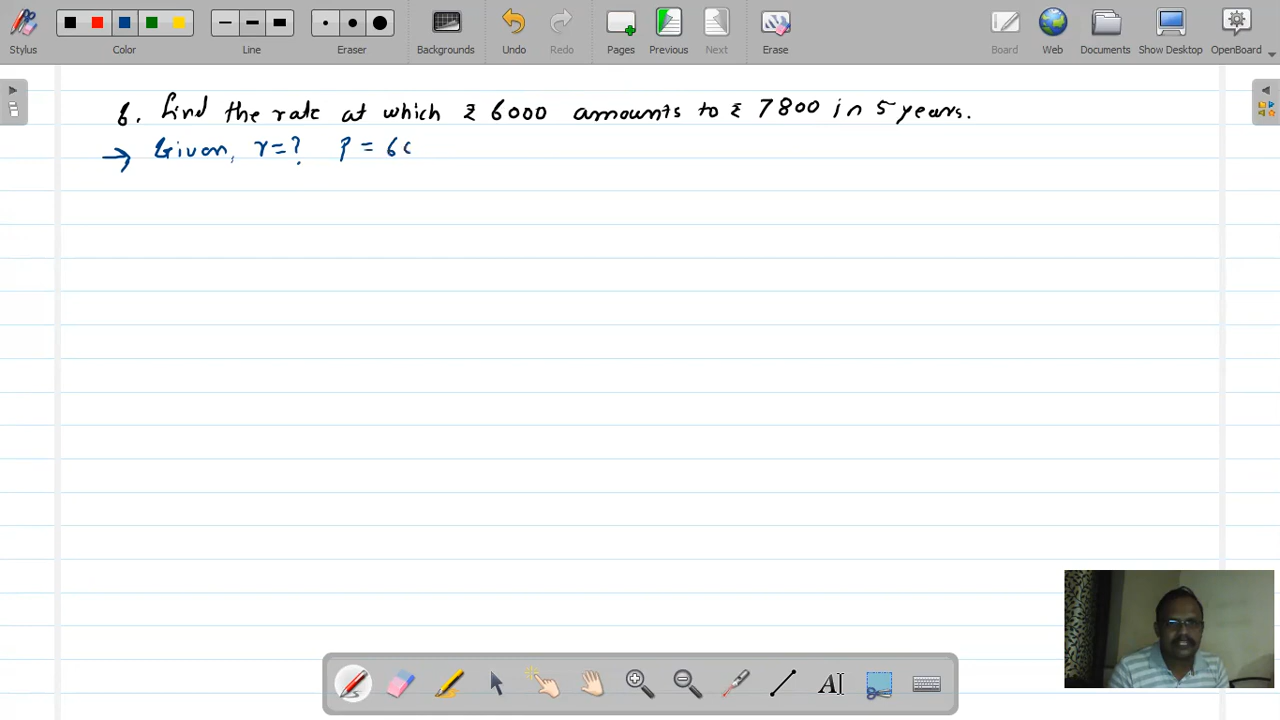 Stylus Color Line Eraser Backgrounds Undo Redo Pages Previous Next Erase Board Web Documents Show Desktop OpenBoard
6. Find the rate at which ₹ 6000 amounts to ₹ 7800 in 5 years.
→ Given, r=? P = 60